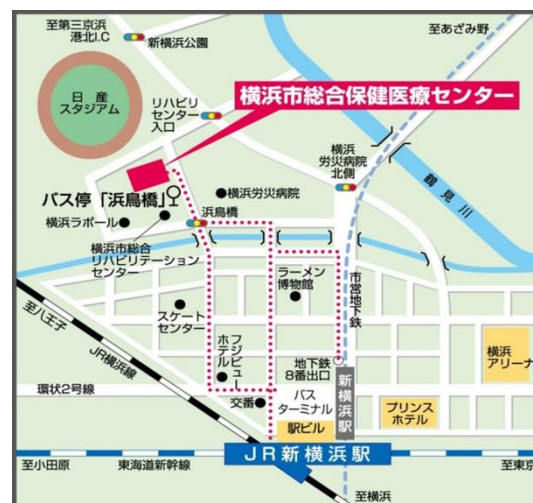 至第三京浜
港北I.C
新横浜公園
至あざみ野
日産
スタジアム
リハビリ
センター
入口
横浜市総合保健医療センター
横浜
労災病院
北側
鶴見川
バス停「浜鳥橋」
横浜労災病院
横浜ラポール
浜鳥橋
横浜市総合
リハビリテーション
センター
ラーメン
博物館
市営地下鉄
至八王子
スケート
センター
JR横浜線
フジビュー
ホテル
地下鉄
8番出口
新横浜駅
横浜
アリーナ
環状2号線
交番
バス
ターミナル
駅ビル
プリンス
ホテル
JR新横浜駅
至小田原
東海道新幹線
至東京
至横浜